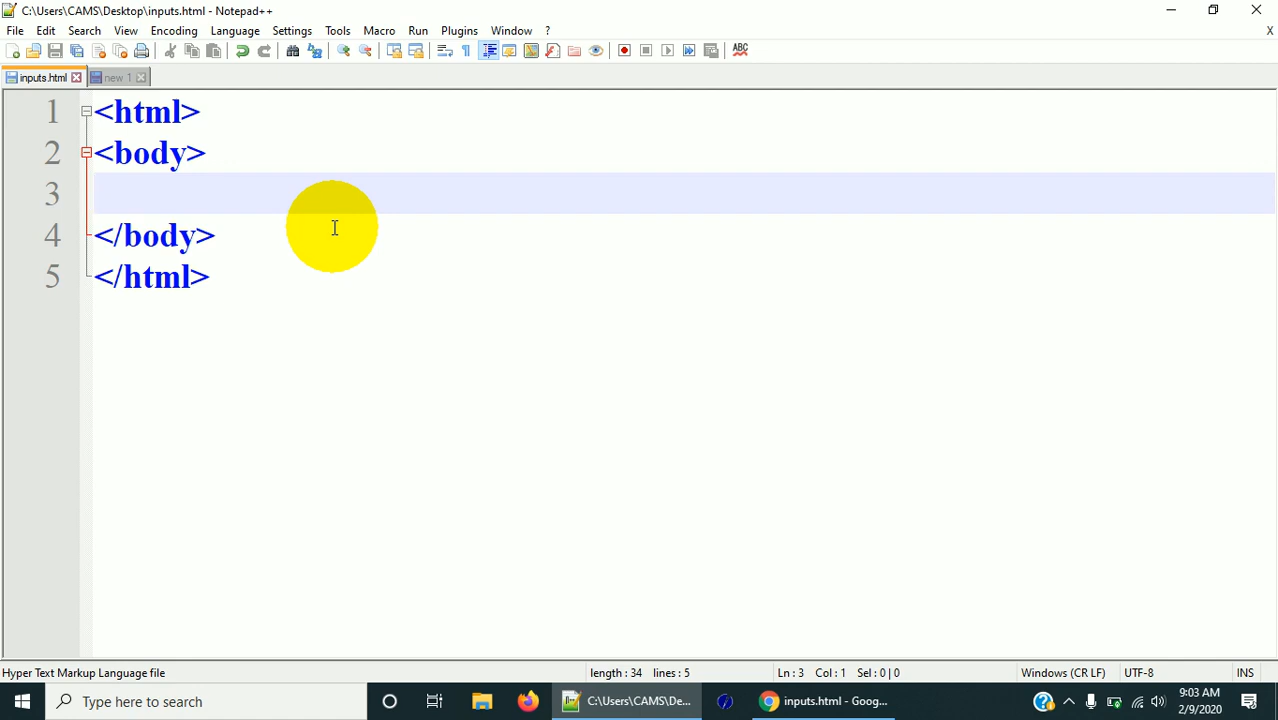 C:\Users\CAMS\Desktop\inputs.html - Notepad++
File Edit Search View Encoding Language Settings Tools Macro Run Plugins Window ? X
ABC
inputs.html new 1
1 <html>
2 <body>
3
4 </body>
5 </html>
Hyper Text Markup Language file length : 34 lines : 5 Ln : 3 Col : 1 Sel : 0 | 0 Windows (CR LF) UTF-8 INS
Type here to search C:\Users\CAMS\De... inputs.html - Goog... 9:03 AM
2/9/2020